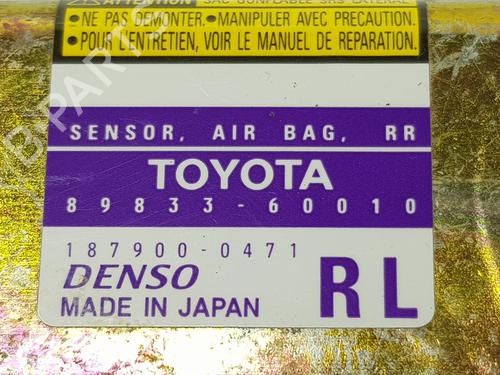 ATTENTION SAC GONFLABLE SRS LATERAL
•NE PAS DEMONTER. •MANIPULER AVEC PRECAUTION.
•POUR L'ENTRETIEN, VOIR LE MANUEL DE REPARATION.
SENSOR, AIR BAG, RR
TOYOTA
89833-60010
187900-0471
DENSO
MADE IN JAPAN
RL